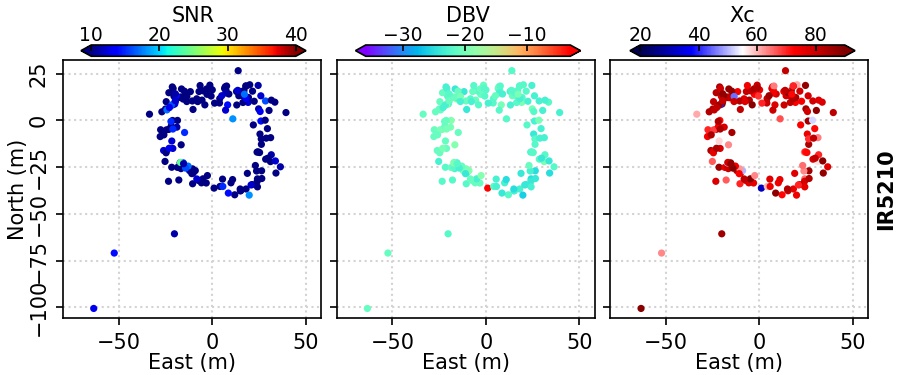 SNR DBV Xc
10 20 30 40 −30 −20 −10 20 40 60 80
North (m)
25
0
−25
−50
−75
−100
−50 0 50 −50 0 50 −50 0 50
East (m) East (m) East (m)
IR5210